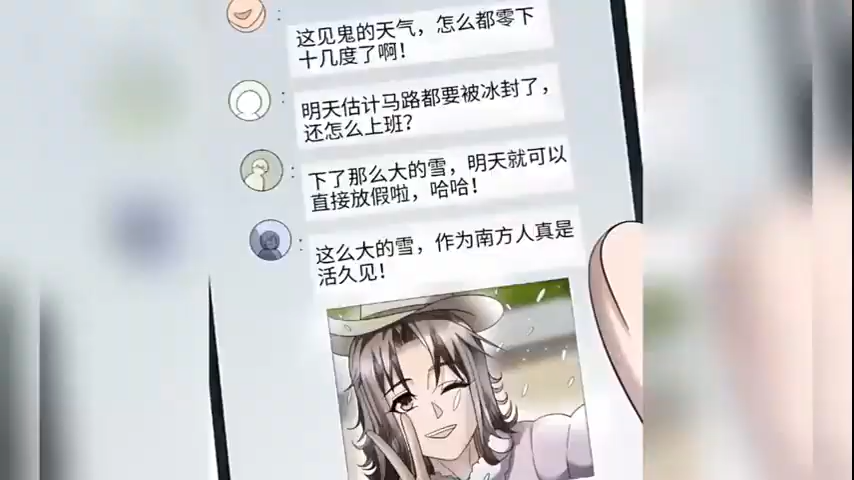 这见鬼的天气，怎么都零下
十几度了啊！
明天估计马路都要被冰封了，
还怎么上班？
下了那么大的雪，明天就可以
直接放假啦，哈哈！
这么大的雪，作为南方人真是
活久见！